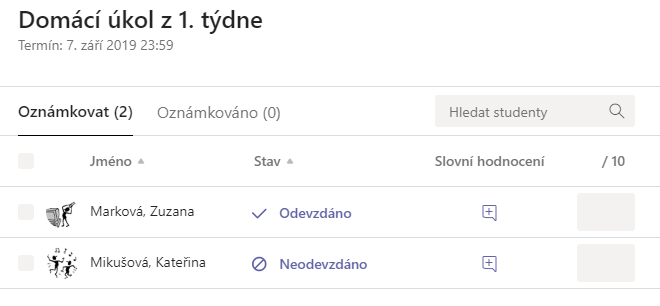 Domácí úkol z 1. týdne
Termín: 7. září 2019 23:59
Oznámkovat (2) Oznámkováno (0) Hledat studenty
Jméno Stav Slovní hodnocení / 10
Marková, Zuzana Odevzdáno
Mikušová, Kateřina Neodevzdáno